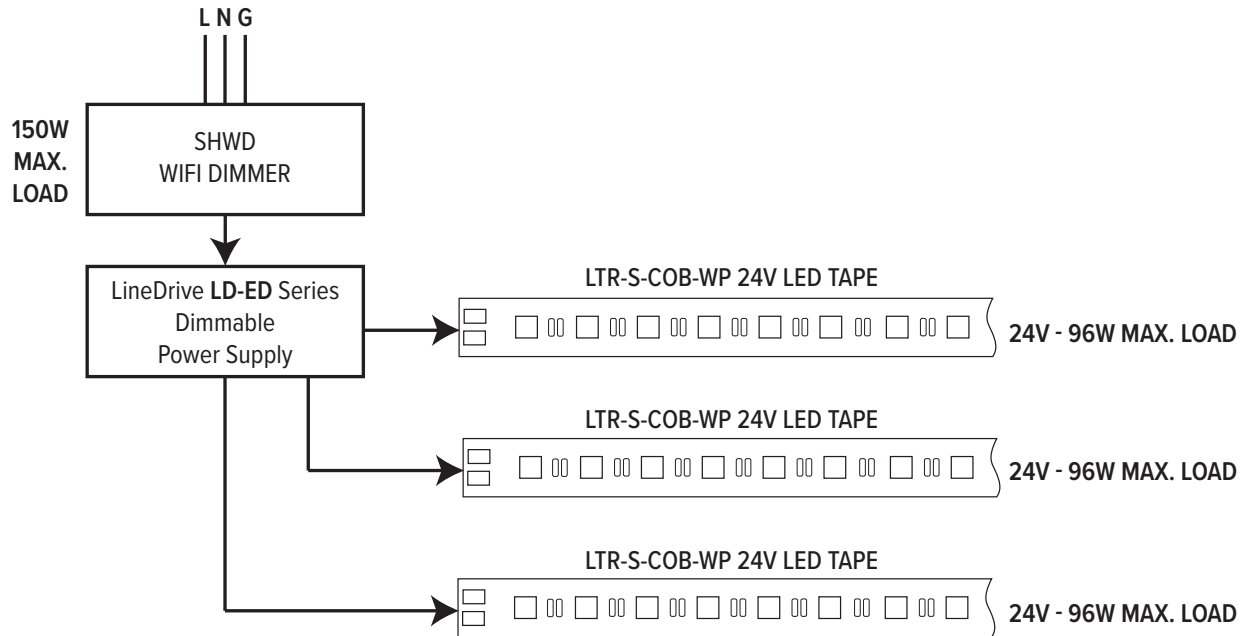 L N G
150W
MAX.
LOAD
SHWD
WIFI DIMMER
LineDrive LD-ED Series
Dimmable
Power Supply
LTR-S-COB-WP 24V LED TAPE
24V - 96W MAX. LOAD
LTR-S-COB-WP 24V LED TAPE
24V - 96W MAX. LOAD
LTR-S-COB-WP 24V LED TAPE
24V - 96W MAX. LOAD